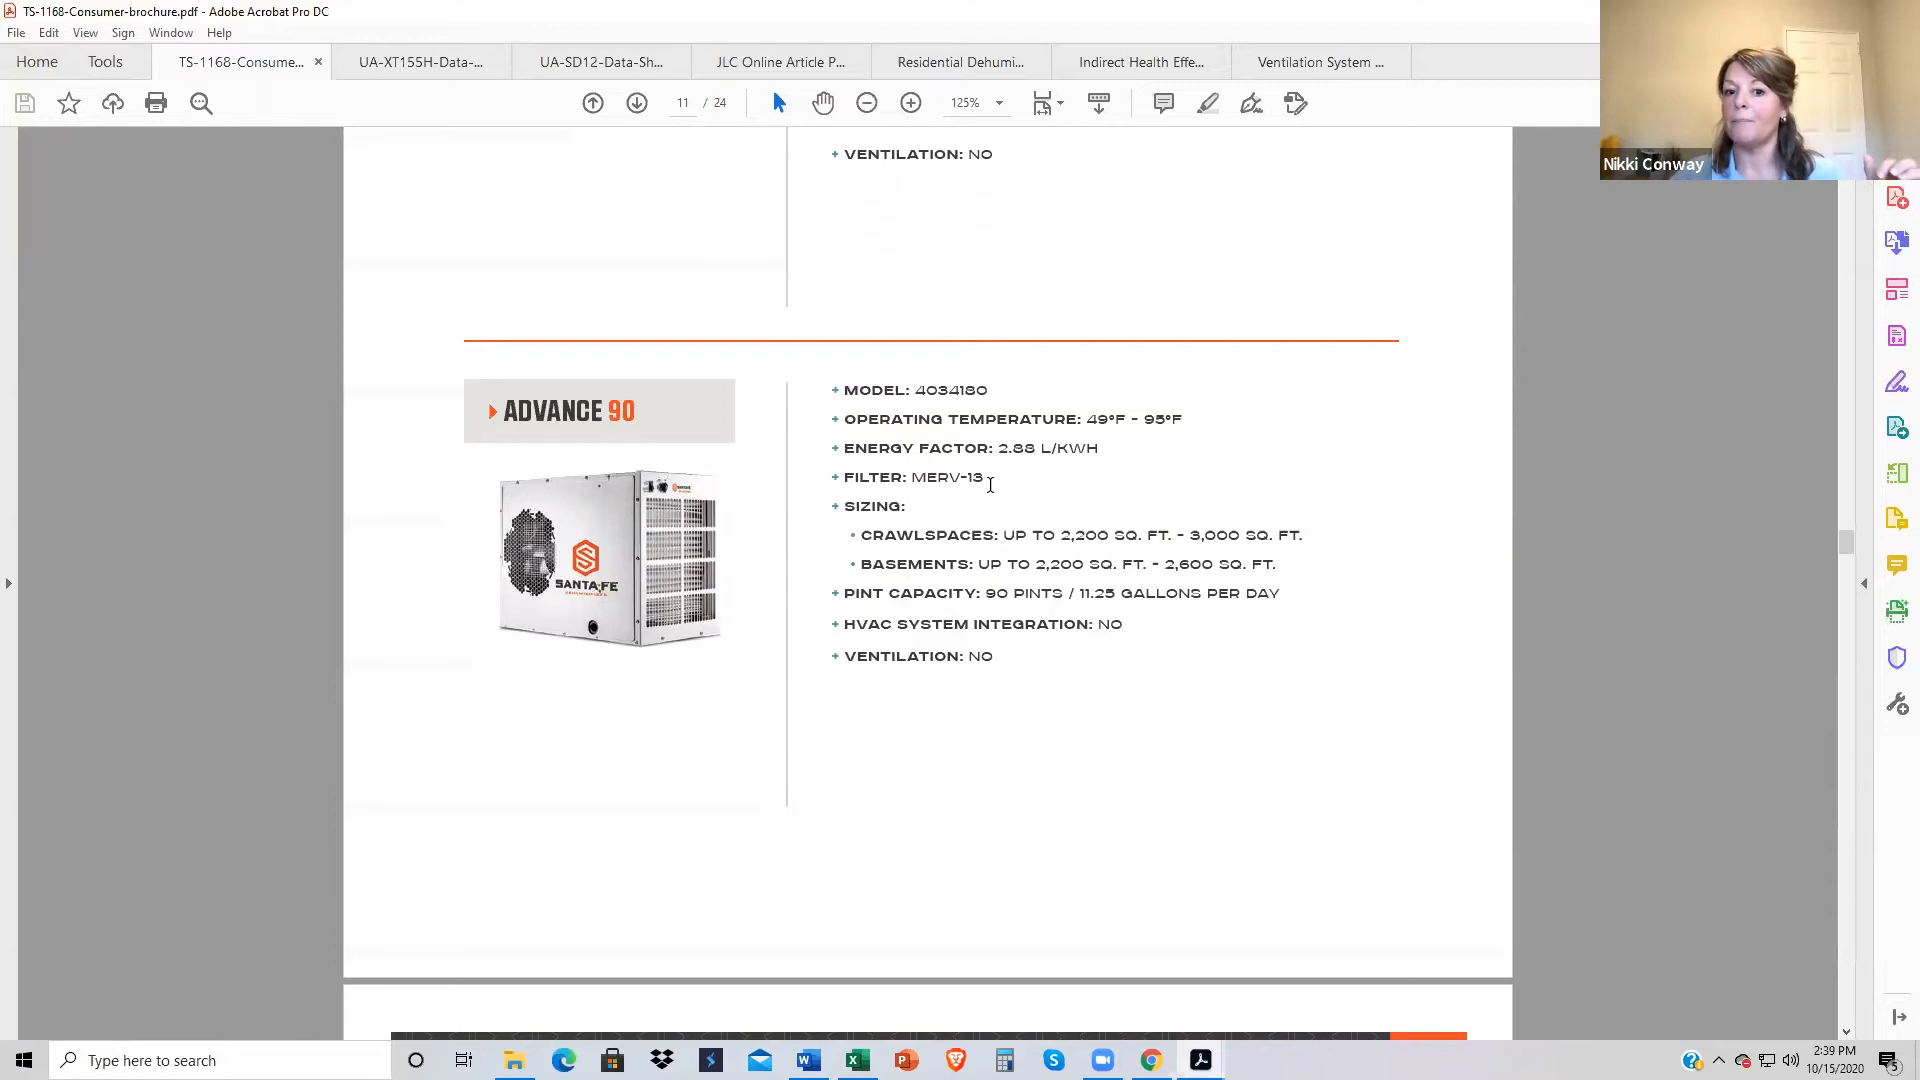 TS-1168-Consumer-brochure.pdf - Adobe Acrobat Pro DC
File Edit View Sign Window Help
Home Tools TS-1168-Consume... × UA-XT155H-Data-... UA-SD12-Data-Sh... JLC Online Article P... Residential Dehumi... Indirect Health Effe... Ventilation System ...
11 / 24 125%
Nikki Conway
+ VENTILATION: NO
ADVANCE 90
SANTA FE
+ MODEL: 4034180
+ OPERATING TEMPERATURE: 49°F - 95°F
+ ENERGY FACTOR: 2.88 L/KWH
+ FILTER: MERV-13
+ SIZING:
• CRAWLSPACES: UP TO 2,200 SQ. FT. - 3,000 SQ. FT.
• BASEMENTS: UP TO 2,200 SQ. FT. - 2,600 SQ. FT.
+ PINT CAPACITY: 90 PINTS / 11.25 GALLONS PER DAY
+ HVAC SYSTEM INTEGRATION: NO
+ VENTILATION: NO
Type here to search
2:39 PM
10/15/2020
5